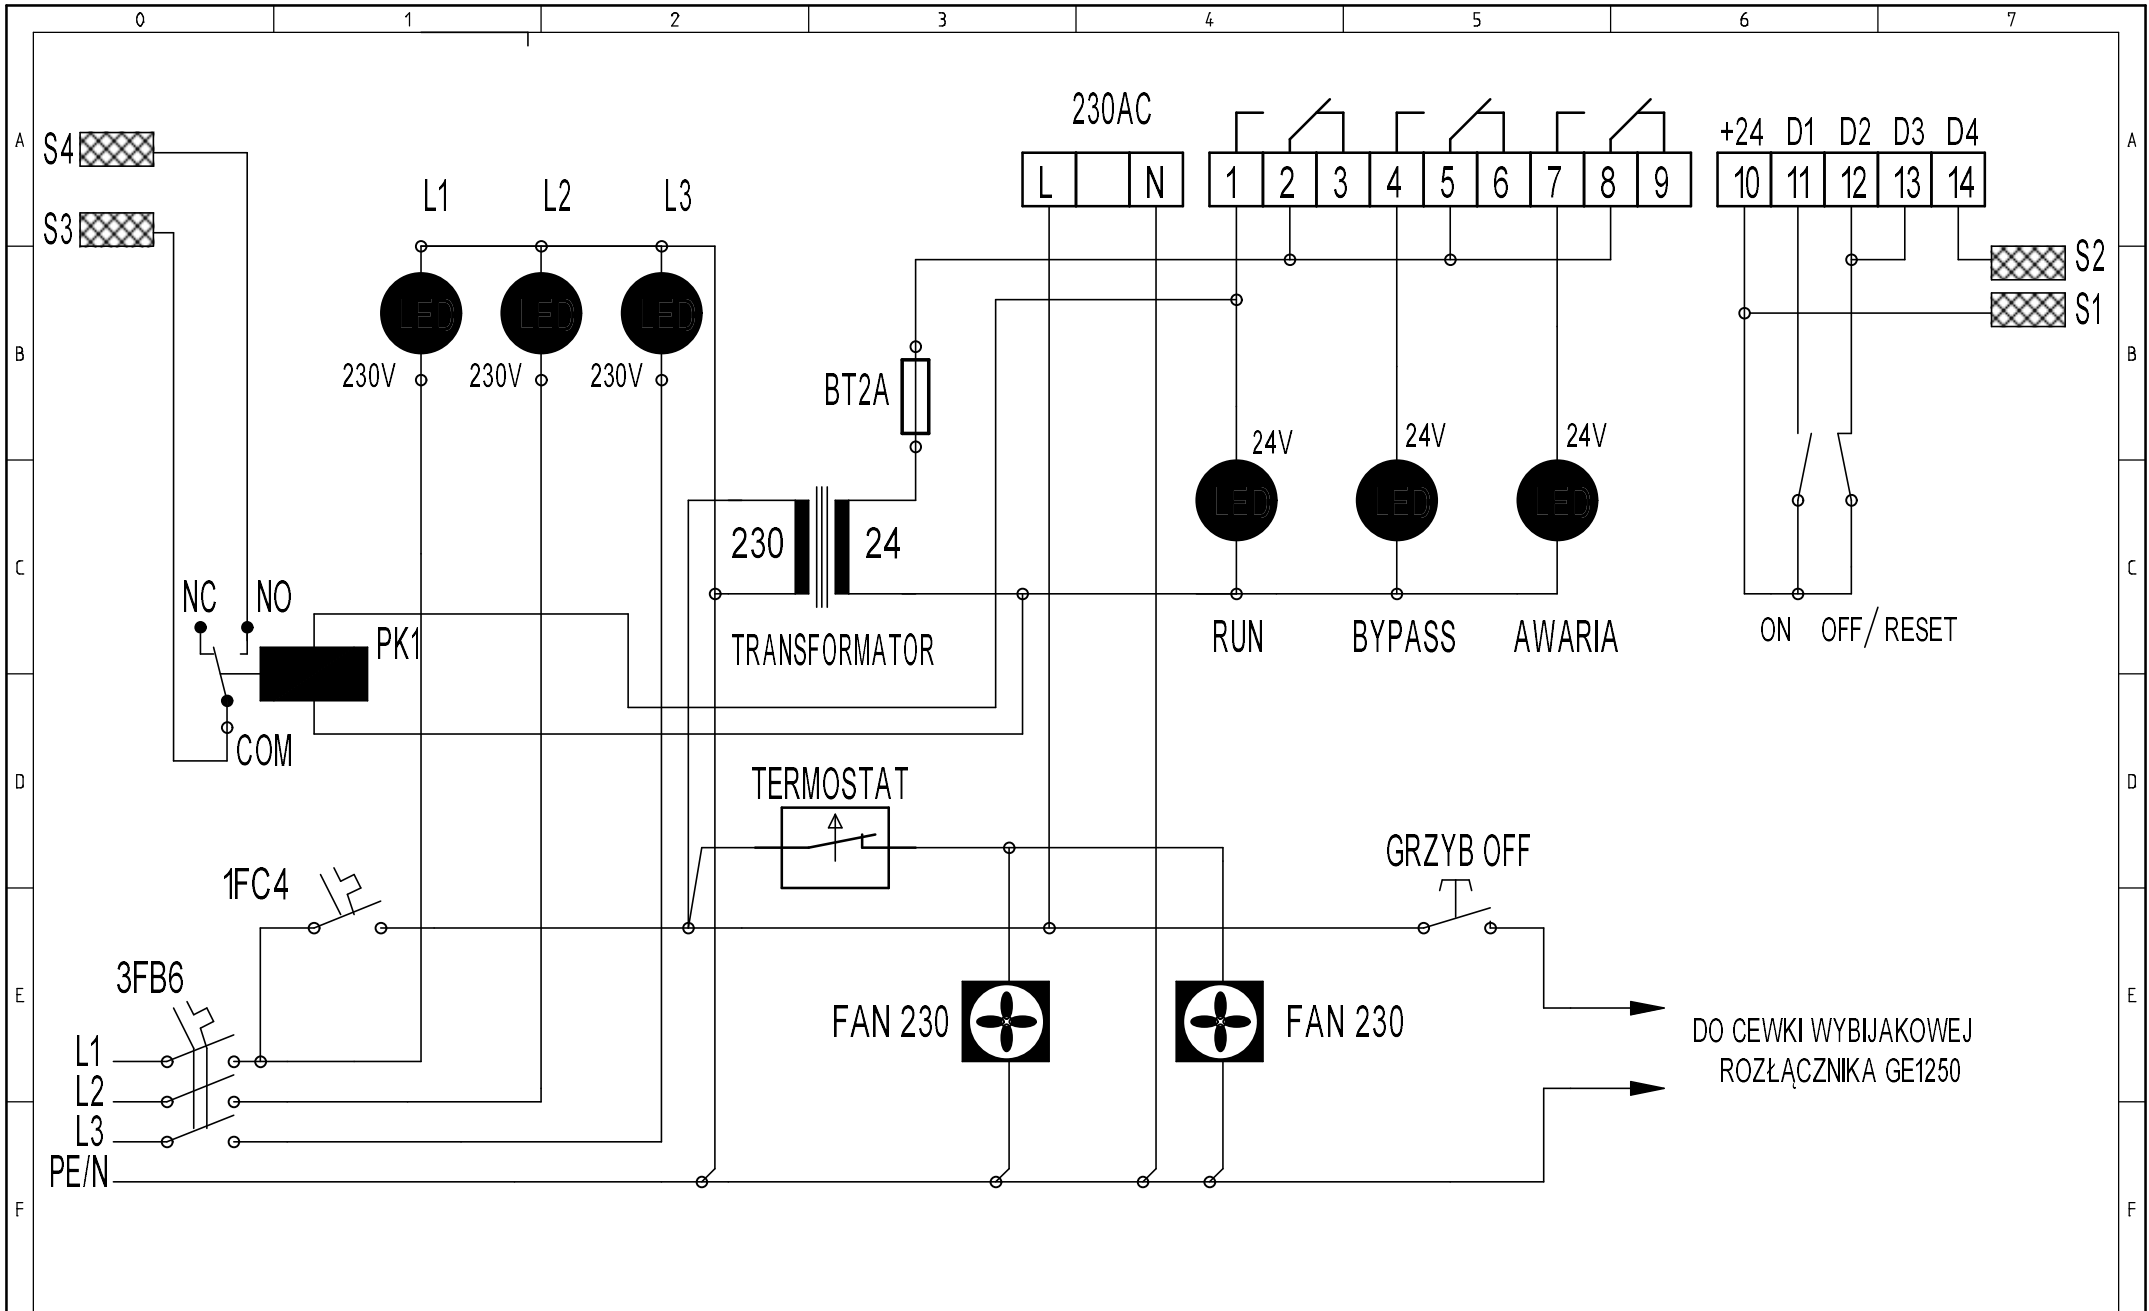 0 1 2 3 4 5 6 7
A A
230AC
S4
+24 D1 D2 D3 D4
L N 1 2 3 4 5 6 7 8 9 10 11 12 13 14
L1 L2 L3
S3
S2
S1
LED LED LED
B B
230V 230V 230V
BT2A
24V 24V 24V
LED LED LED
230 24
C C
NC NO
PK1
TRANSFORMATOR
RUN BYPASS AWARIA
ON OFF/RESET
COM
D D
TERMOSTAT
GRZYB OFF
1FC4
3FB6
E E
FAN 230 FAN 230
DO CEWKI WYBIJAKOWEJ
ROZŁĄCZNIKA GE1250
L1
L2
L3
PE/N
F F